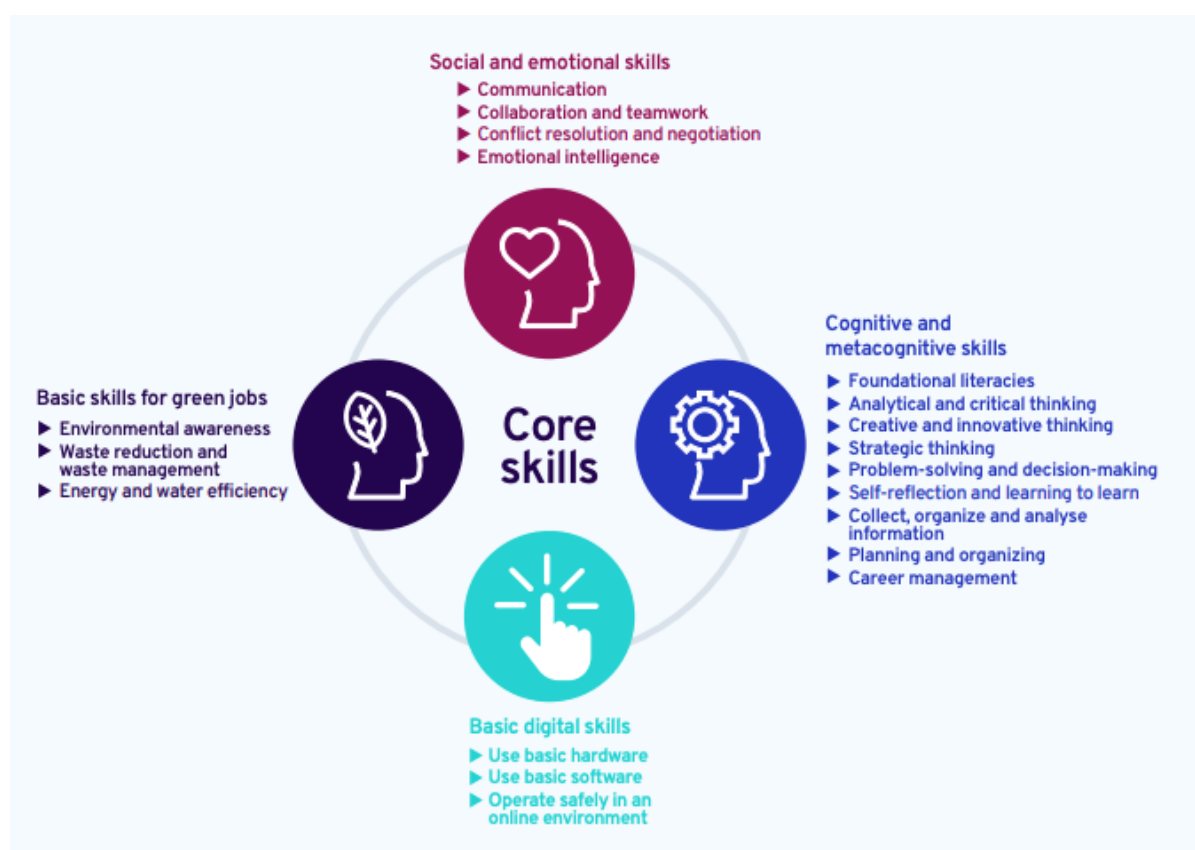 Social and emotional skills
▶ Communication
▶ Collaboration and teamwork
▶ Conflict resolution and negotiation
▶ Emotional intelligence
Cognitive and
metacognitive skills
▶ Foundational literacies
▶ Analytical and critical thinking
▶ Creative and innovative thinking
▶ Strategic thinking
▶ Problem-solving and decision-making
▶ Self-reflection and learning to learn
▶ Collect, organize and analyse
information
▶ Planning and organizing
▶ Career management
Basic skills for green jobs
▶ Environmental awareness
▶ Waste reduction and
waste management
▶ Energy and water efficiency
Core
skills
Basic digital skills
▶ Use basic hardware
▶ Use basic software
▶ Operate safely in an
online environment